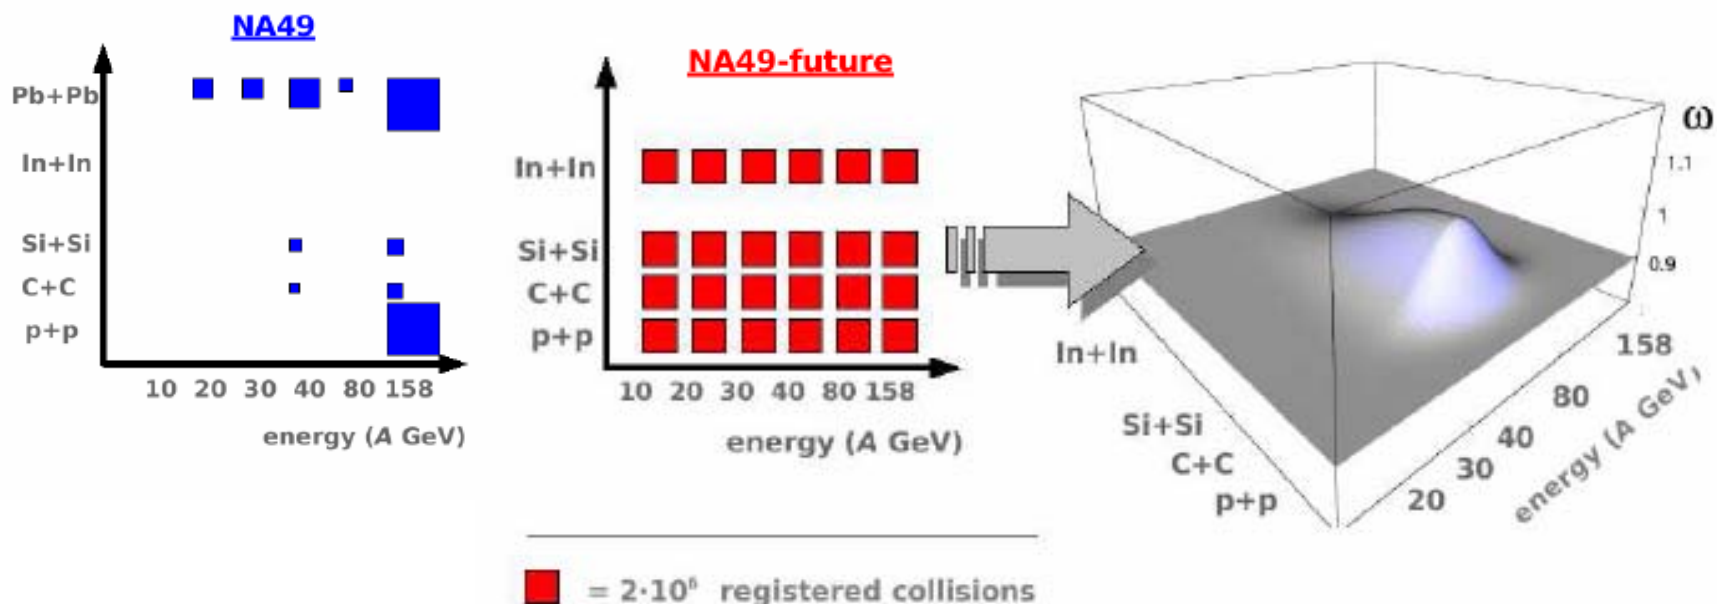 NA49
Pb+Pb
In+In
Si+Si
C+C
p+p
10 20 30 40 80 158
energy (A GeV)
NA49-future
In+In
Si+Si
C+C
p+p
10 20 30 40 80 158
energy (A GeV)
ω
1.1
1
0.9
In+In
Si+Si
C+C
p+p
20 30 40 80 158
energy (A GeV)
= 2·10⁶ registered collisions